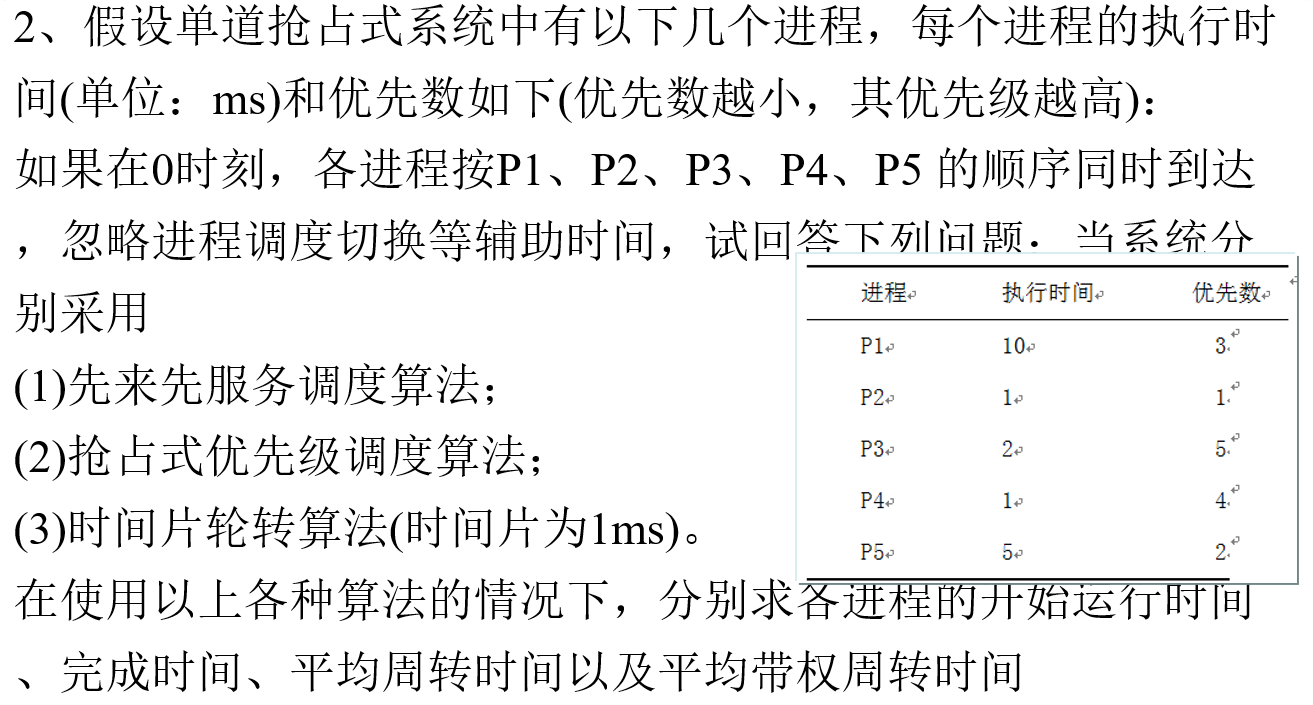 2、假设单道抢占式系统中有以下几个进程，每个进程的执行时
间(单位：ms)和优先数如下(优先数越小，其优先级越高)：
如果在0时刻，各进程按P1、P2、P3、P4、P5 的顺序同时到达
，忽略进程调度切换等辅助时间，试回答下列问题：当系统分
别采用
(1)先来先服务调度算法；
(2)抢占式优先级调度算法；
(3)时间片轮转算法(时间片为1ms)。
进程 执行时间 优先数
P1 10 3
P2 1 1
P3 2 5
P4 1 4
P5 5 2
在使用以上各种算法的情况下，分别求各进程的开始运行时间
、完成时间、平均周转时间以及平均带权周转时间